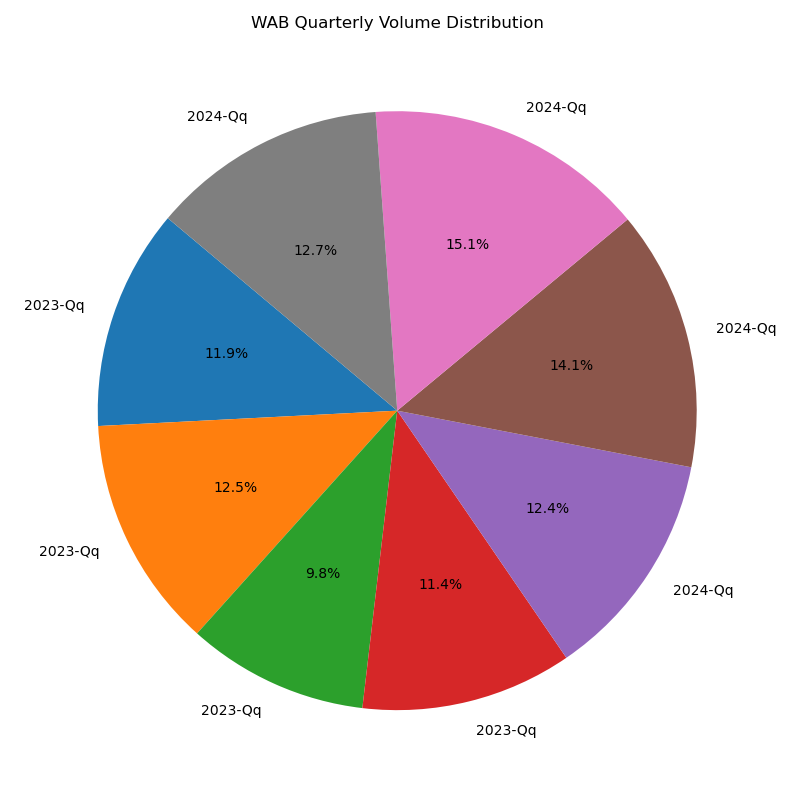 WAB Quarterly Volume Distribution
2024-Qq
2024-Qq
15.1%
12.7%
2023-Qq
11.9%
2024-Qq
14.1%
12.5%
2023-Qq
12.4%
2024-Qq
9.8%
11.4%
2023-Qq
2023-Qq